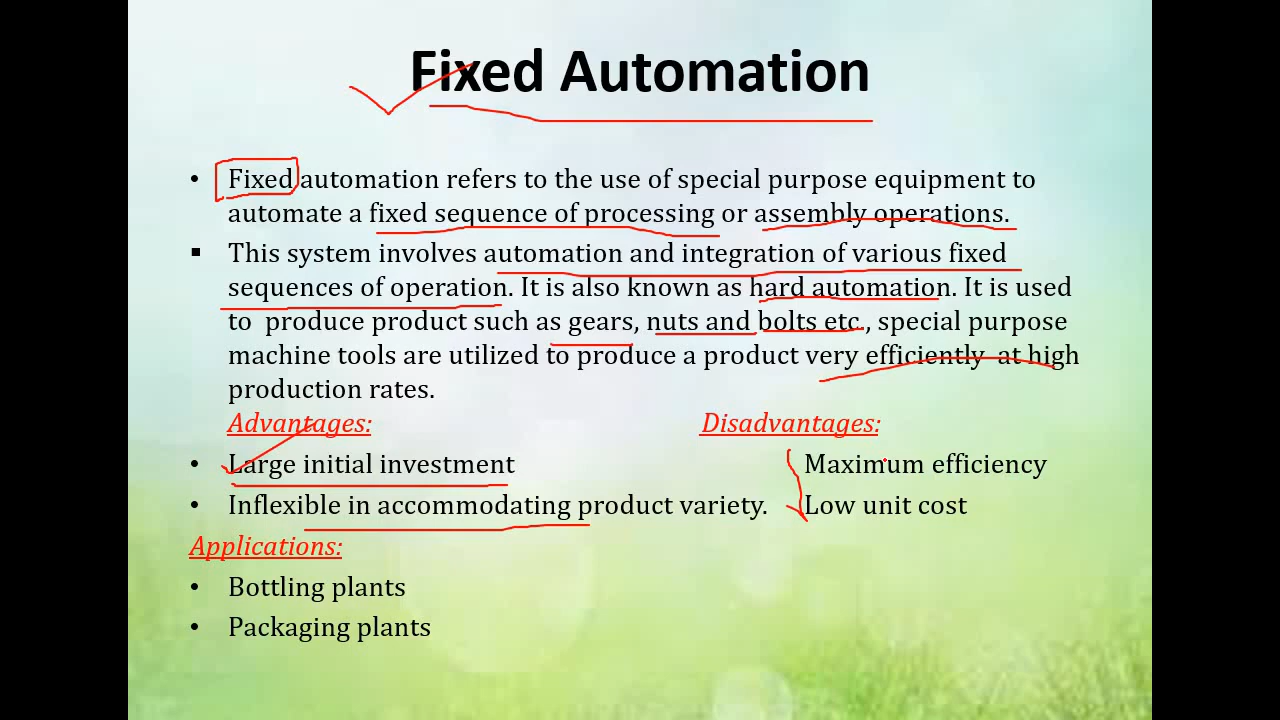 Fixed Automation
• Fixed automation refers to the use of special purpose equipment to
automate a fixed sequence of processing or assembly operations.
▪ This system involves automation and integration of various fixed
sequences of operation. It is also known as hard automation. It is used
to  produce product such as gears, nuts and bolts etc., special purpose
machine tools are utilized to produce a product very efficiently  at high
production rates.
Advantages: Disadvantages:
• Large initial investment Maximum efficiency
• Inflexible in accommodating product variety. Low unit cost
Applications:
• Bottling plants
• Packaging plants